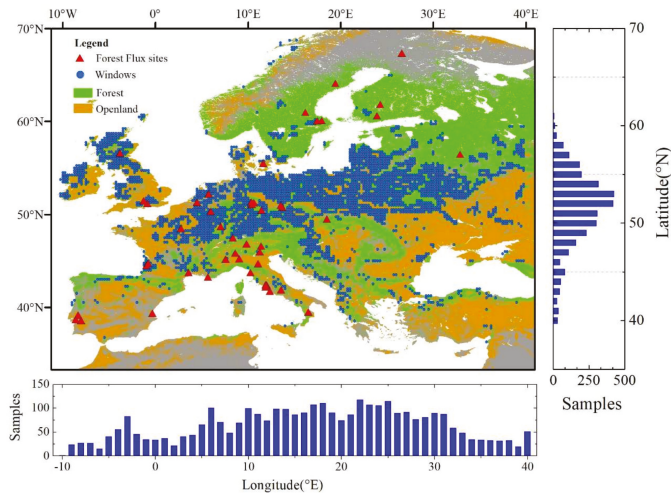 10°W 0° 10°E 20°E 30°E 40°E
70°N
60°N
50°N
40°N
Legend
Forest Flux sites
Windows
Forest
Openland
70
60
50
40
Latitude(°N)
0 250 500
Samples
150
100
50
0
Samples
-10 0 10 20 30 40
Longitude(°E)